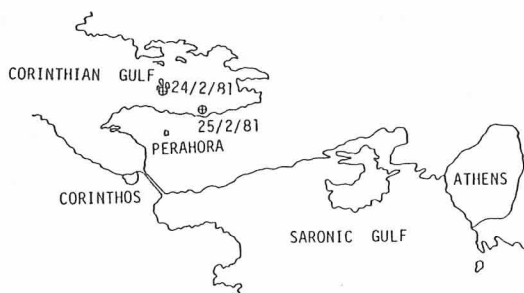 CORINTHIAN GULF
24/2/81
25/2/81
PERAHORA
CORINTHOS
ATHENS
SARONIC GULF